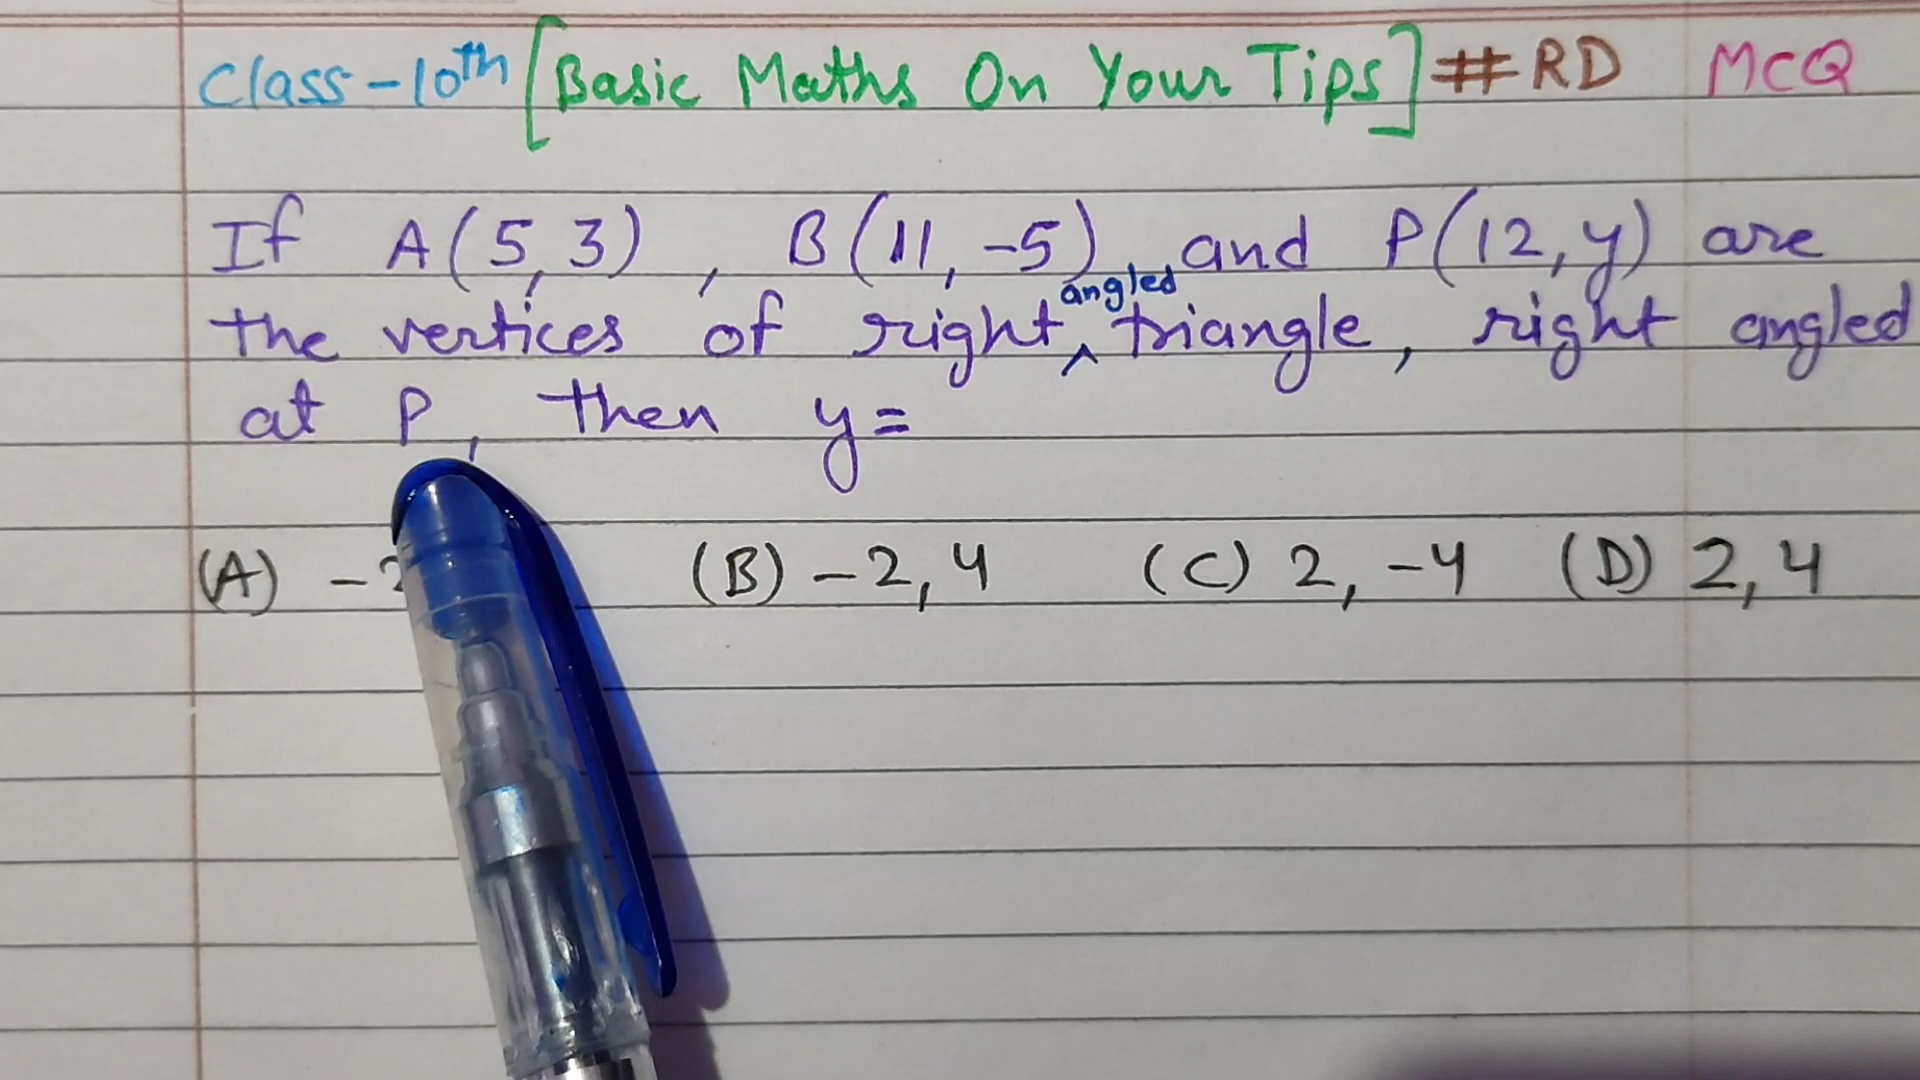 Class-10th [Basic Maths On Your Tips] # RD MCQ
If A(5,3), B(11,-5) and P(12,y) are
the vertices of right angled triangle, right angled
at P, then y=
(A) -2 (B) -2,4 (C) 2,-4 (D) 2,4